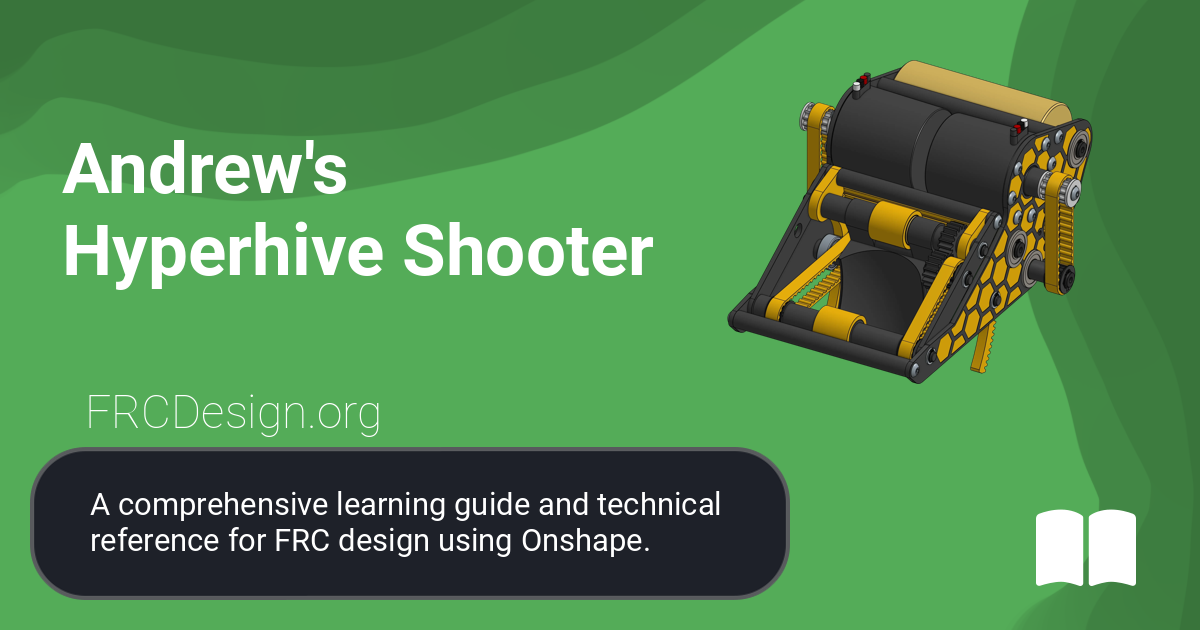 Andrew's
Hyperhive Shooter
FRCDesign.org
A comprehensive learning guide and technical
reference for FRC design using Onshape.